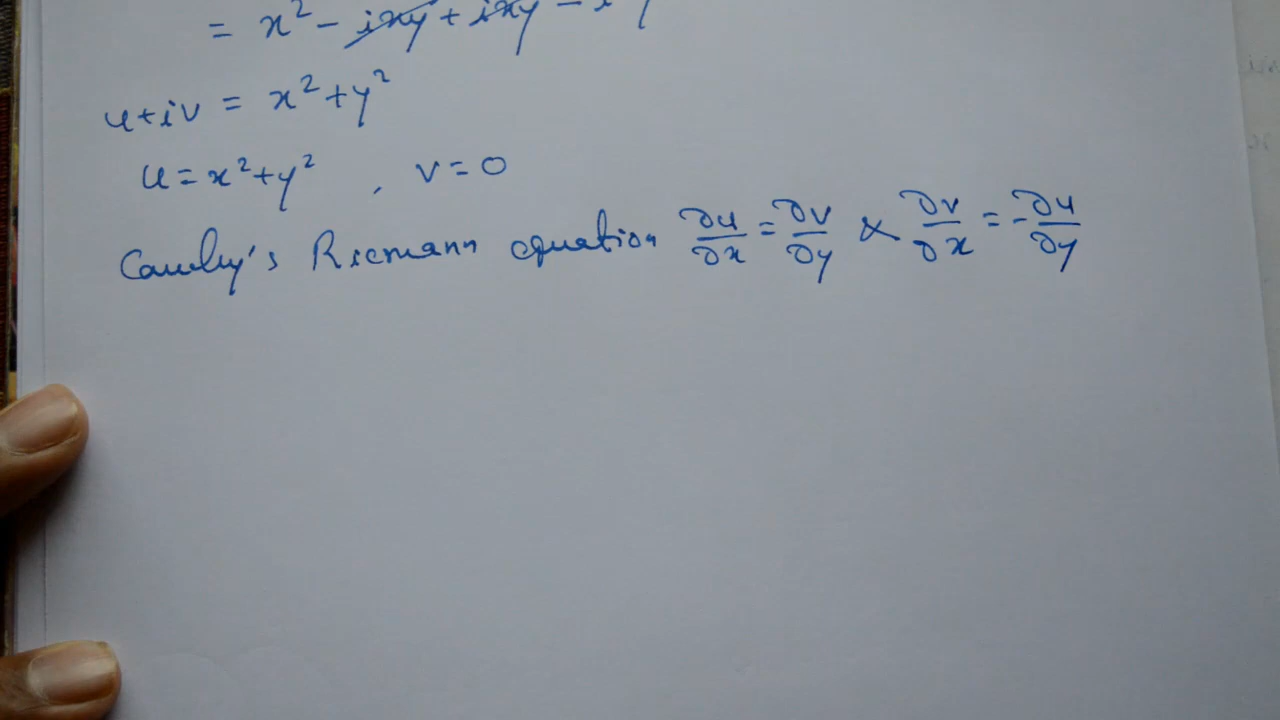 = x² - ixy + ixy - i
u+iv = x²+y²
u = x²+y² , v=0
Cauchy's Riemann equation ∂u/∂x = ∂v/∂y & ∂v/∂x = -∂u/∂y